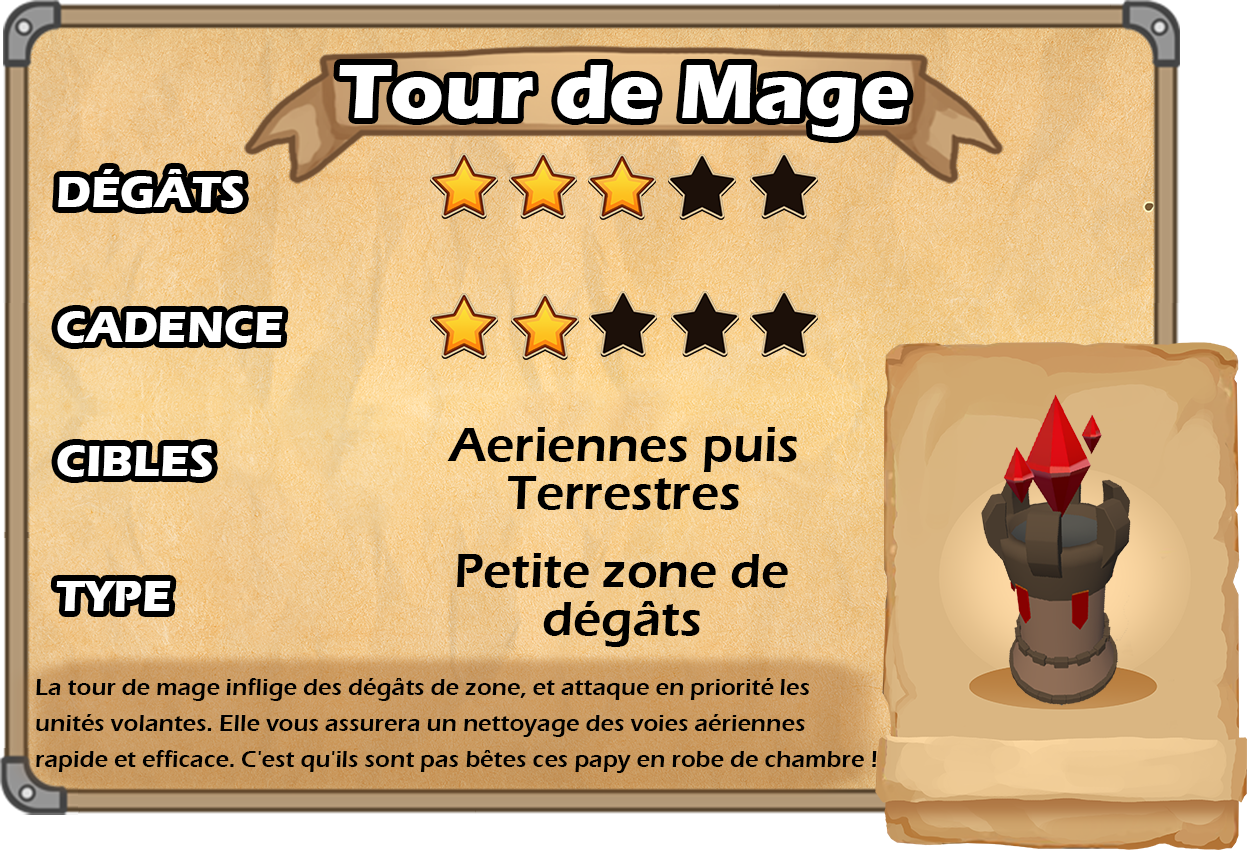 Tour de Mage
DÉGÂTS
CADENCE
CIBLES
Aeriennes puis
Terrestres
TYPE
Petite zone de
dégâts
La tour de mage inflige des dégâts de zone, et attaque en priorité les
unités volantes. Elle vous assurera un nettoyage des voies aériennes
rapide et efficace. C'est qu'ils sont pas bêtes ces papy en robe de chambre !